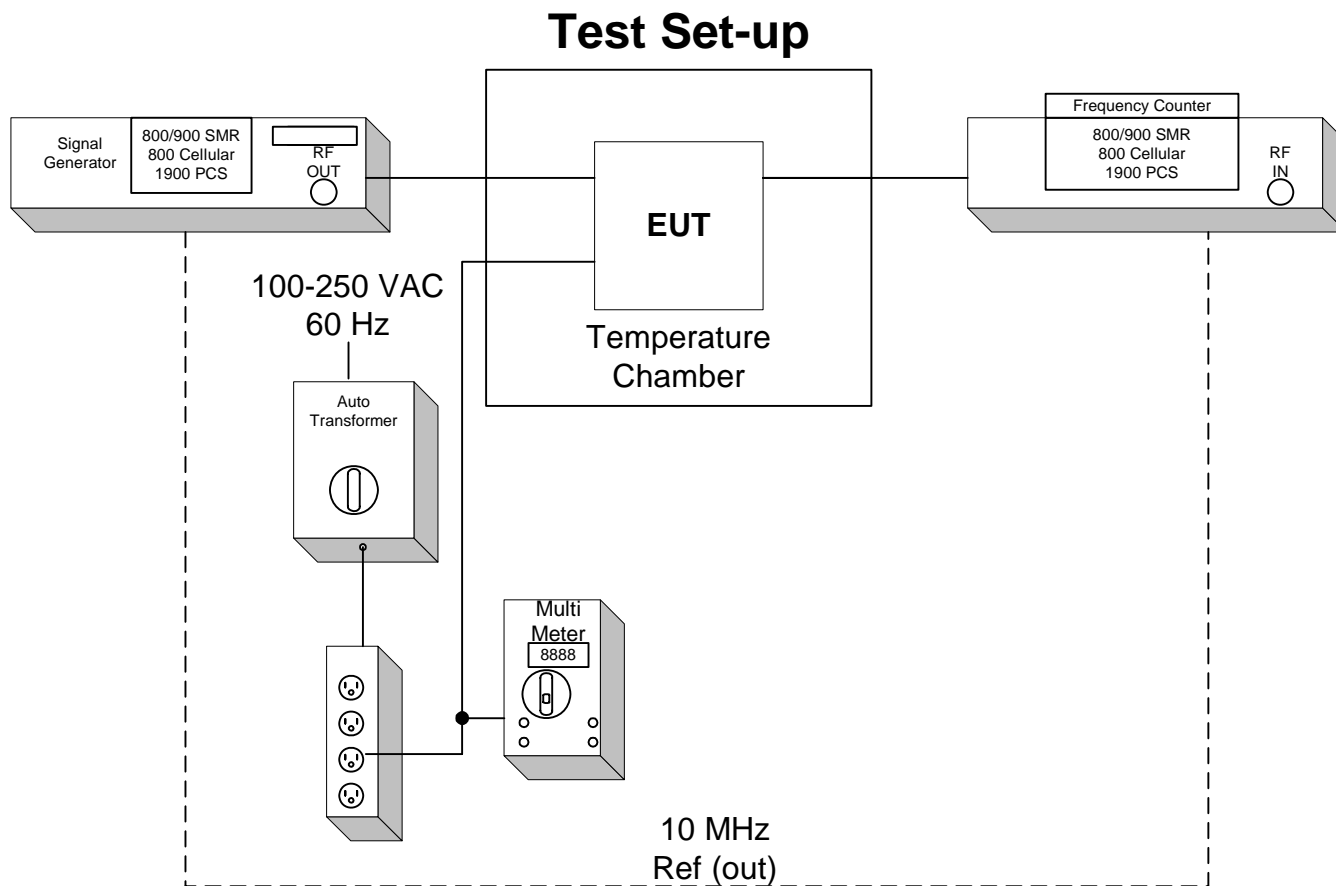 Test Set-up
Signal
Generator
800/900 SMR
800 Cellular
1900 PCS
RF
OUT
EUT
Temperature
Chamber
Frequency Counter
800/900 SMR
800 Cellular
1900 PCS
RF
IN
100-250 VAC
60 Hz
Auto
Transformer
Multi
Meter
8888
10 MHz
Ref (out)